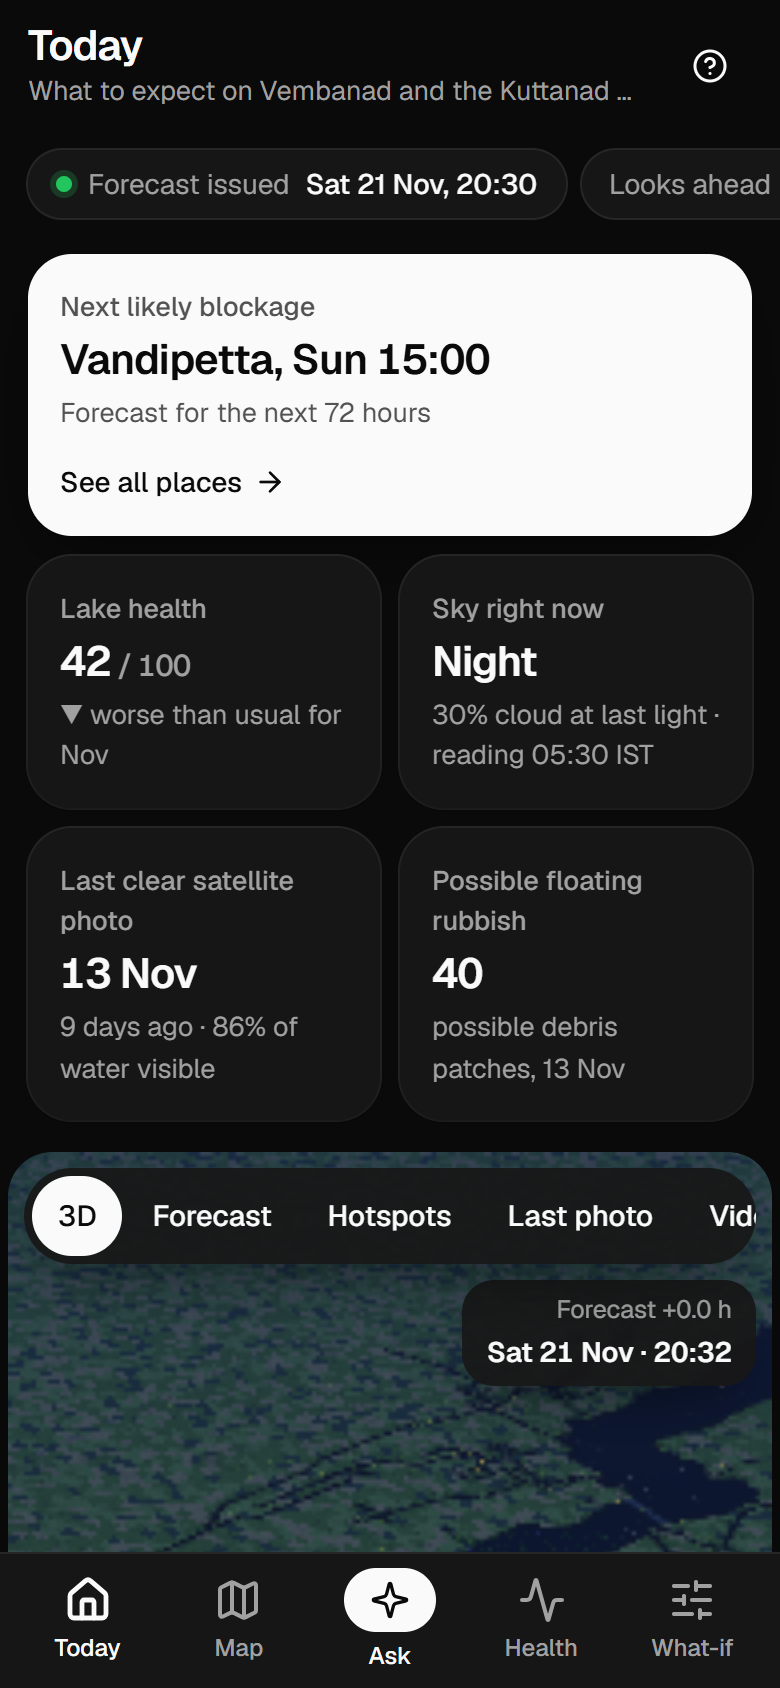 Today
What to expect on Vembanad and the Kuttanad ...
Forecast issued Sat 21 Nov, 20:30
Looks ahead
Next likely blockage
Vandipetta, Sun 15:00
Forecast for the next 72 hours
See all places →
Lake health
42 / 100
▼ worse than usual for
Nov
Sky right now
Night
30% cloud at last light ·
reading 05:30 IST
Last clear satellite
photo
13 Nov
9 days ago · 86% of
water visible
Possible floating
rubbish
40
possible debris
patches, 13 Nov
3D
Forecast
Hotspots
Last photo
Forecast +0.0 h
Sat 21 Nov · 20:32
Today
Map
Ask
Health
What-if